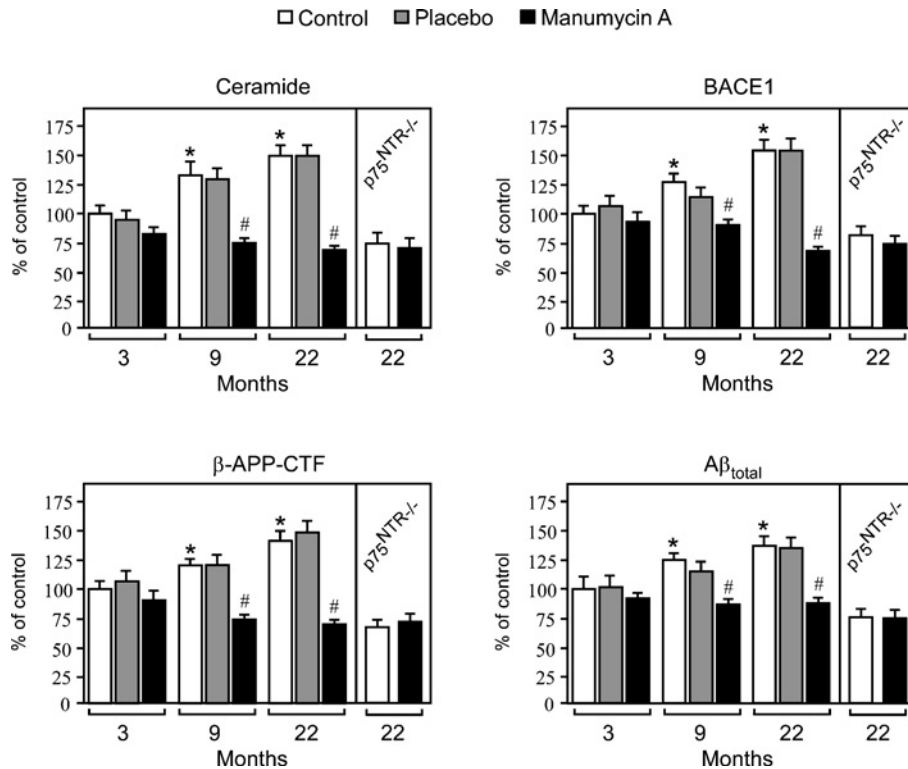 Control Placebo Manumycin A
Ceramide
% of control
175
150
125
100
75
50
25
0
* * # #
p75NTR-/-
3 9 22 22
Months
BACE1
% of control
175
150
125
100
75
50
25
0
* * # #
p75NTR-/-
3 9 22 22
Months
β-APP-CTF
% of control
175
150
125
100
75
50
25
0
* * # #
p75NTR-/-
3 9 22 22
Months
Aβtotal
% of control
175
150
125
100
75
50
25
0
* * # #
p75NTR-/-
3 9 22 22
Months